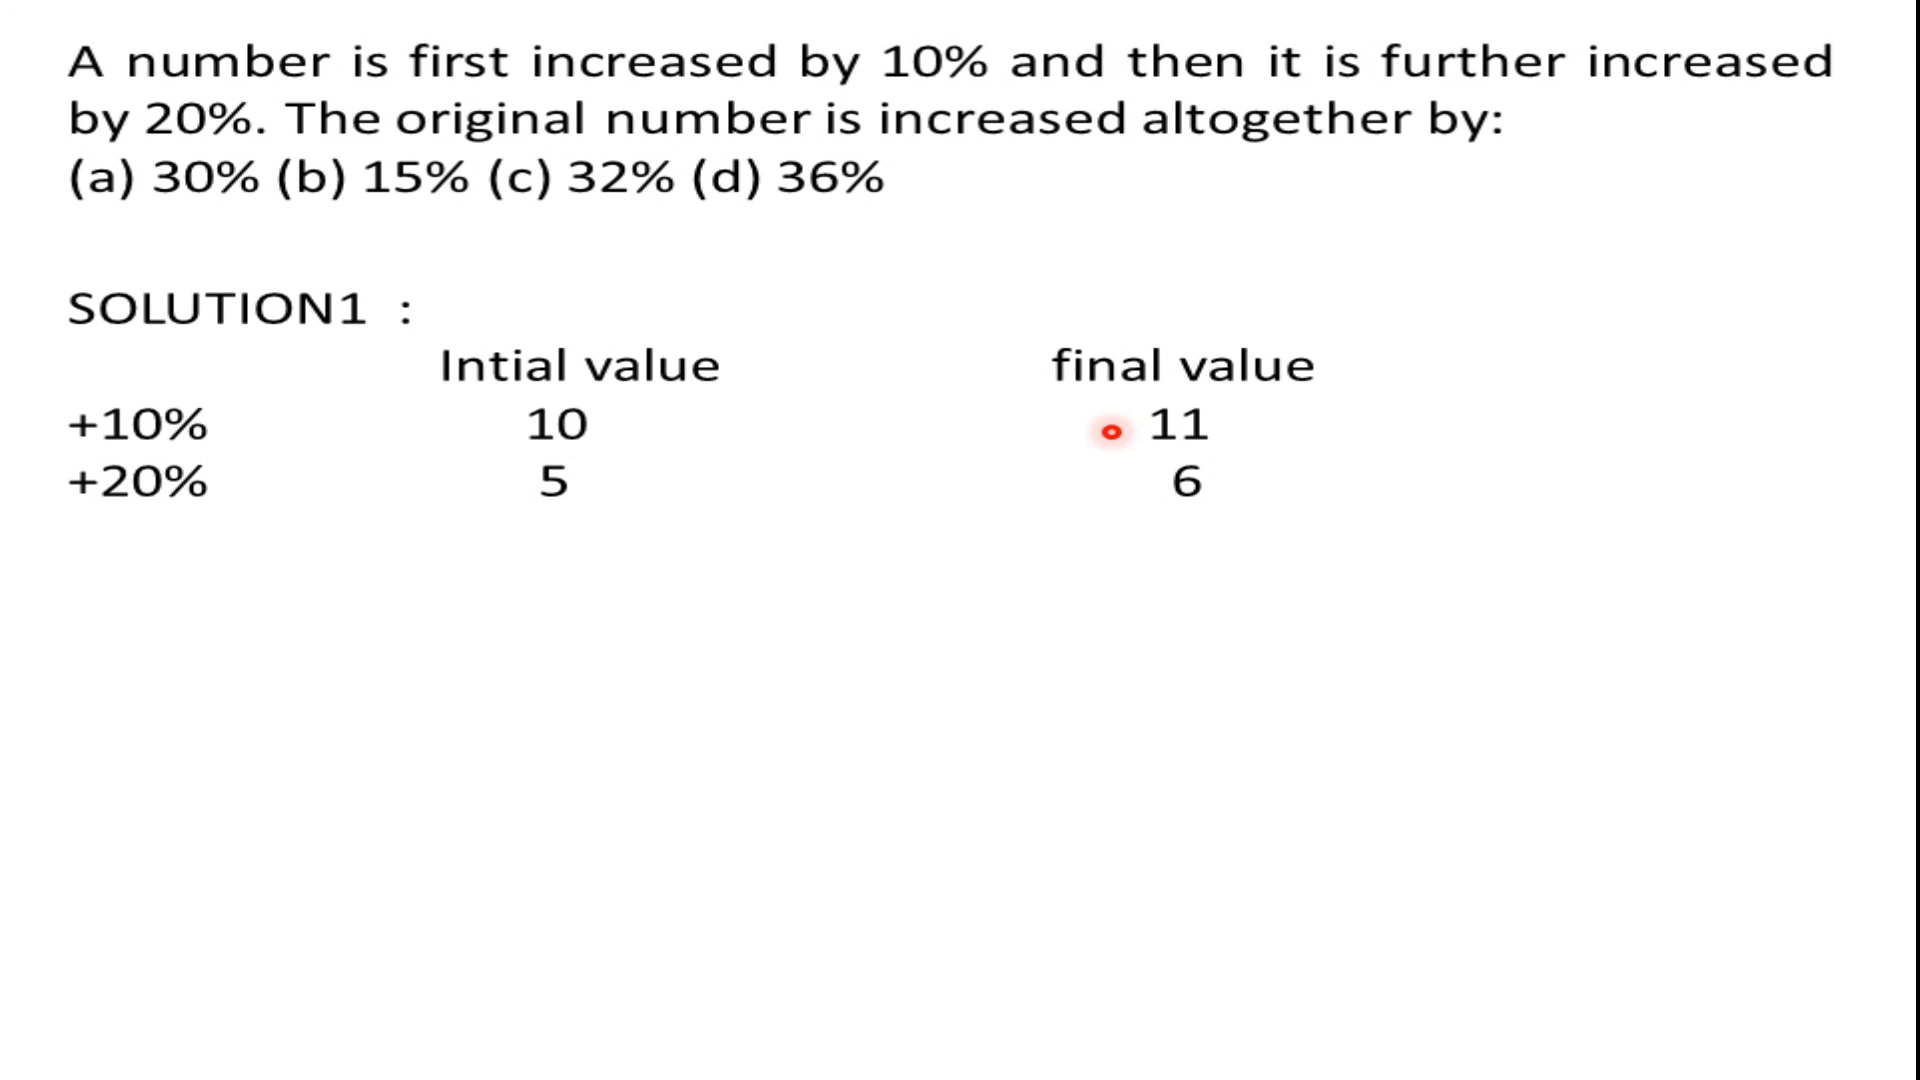 A number is first increased by 10% and then it is further increased
by 20%. The original number is increased altogether by:
(a) 30% (b) 15% (c) 32% (d) 36%
SOLUTION1 :
Intial value final value
+10% 10 11
+20% 5 6